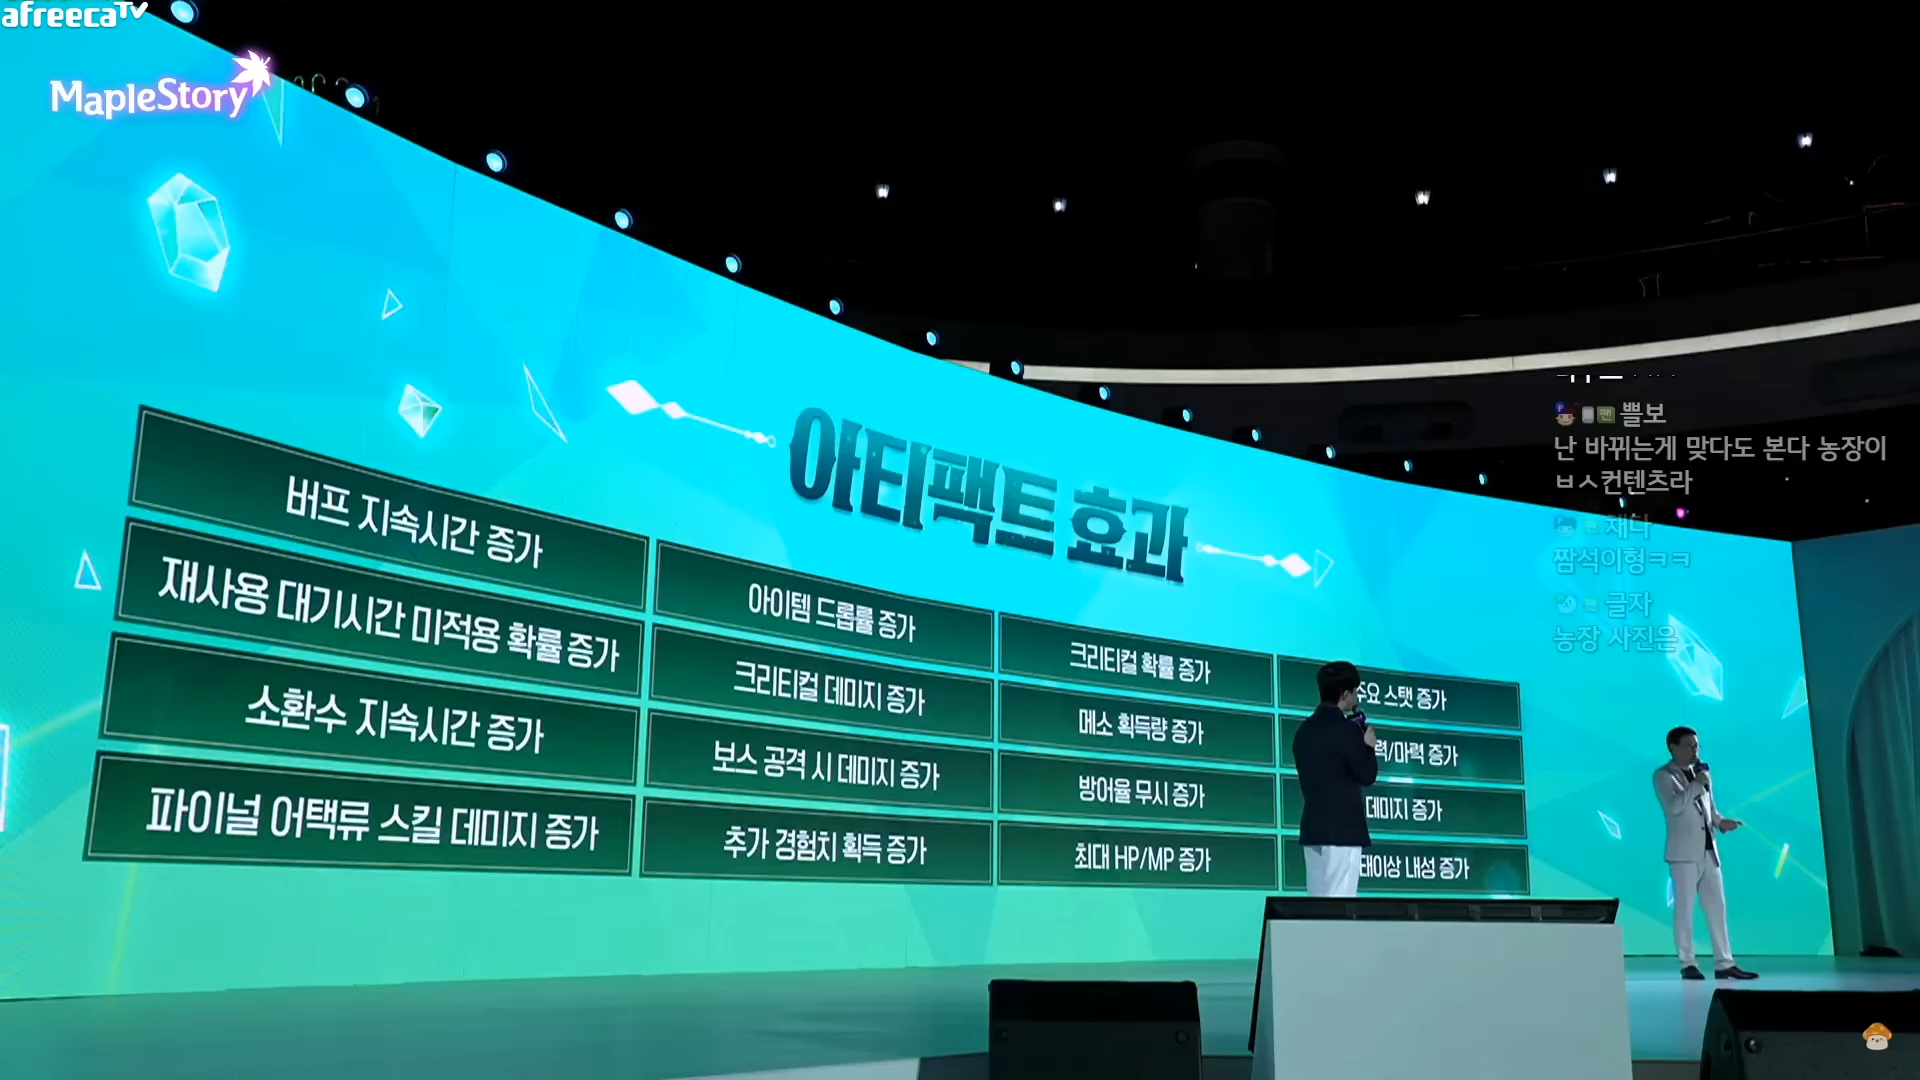 afreecaTV
MapleStory
아티팩트 효과
버프 지속시간 증가
재사용 대기시간 미적용 확률 증가
소환수 지속시간 증가
파이널 어택류 스킬 데미지 증가
아이템 드롭률 증가
크리티컬 데미지 증가
보스 공격 시 데미지 증가
추가 경험치 획득 증가
크리티컬 확률 증가
메소 획득량 증가
방어율 무시 증가
최대 HP/MP 증가
주요 스탯 증가
력/마력 증가
데미지 증가
태이상 내성 증가
팬 쁠보
난 바뀌는게 맞다도 본다 농장이
ㅂㅅ컨텐츠라
팬 채다
짬석이형ㅋㅋ
팬 글자
농장 사진은